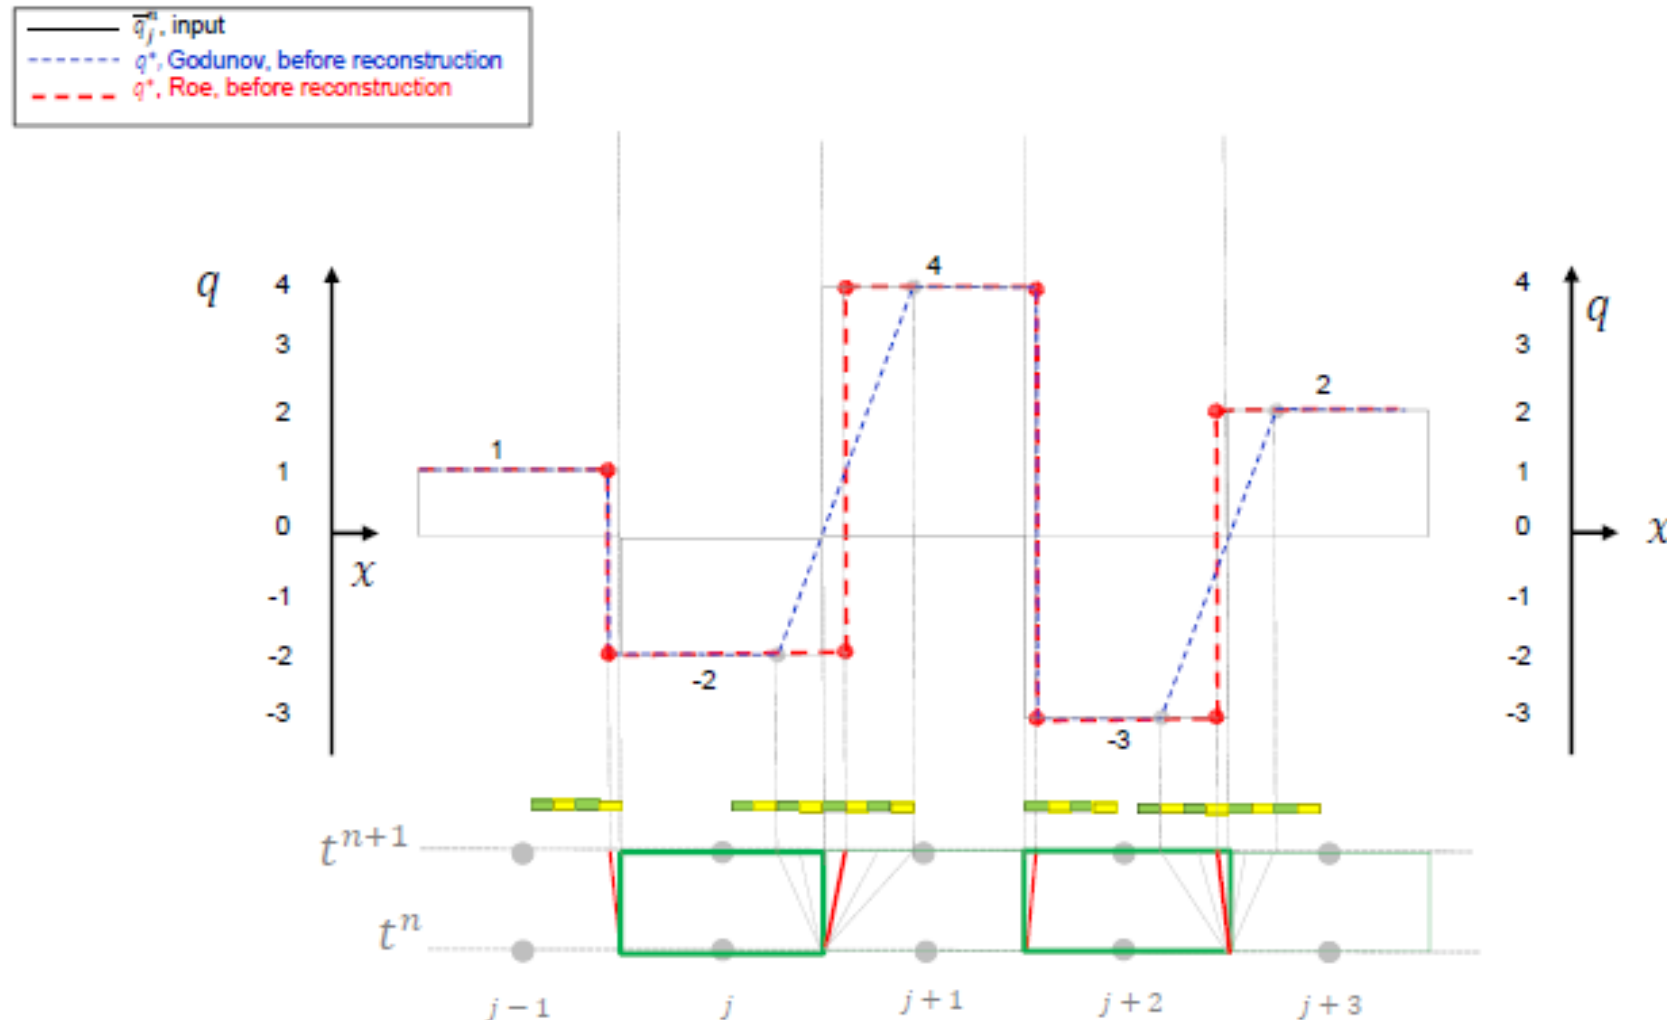 q̅ⁿⱼ, input
q*, Godunov, before reconstruction
q*, Roe, before reconstruction
q 4 4 4 q
3 3
2 2 2
1 1 1
0 0
x x
-1 -1
-2 -2 -2
-3 -3 -3
tⁿ⁺¹
tⁿ
j − 1 j j + 1 j + 2 j + 3